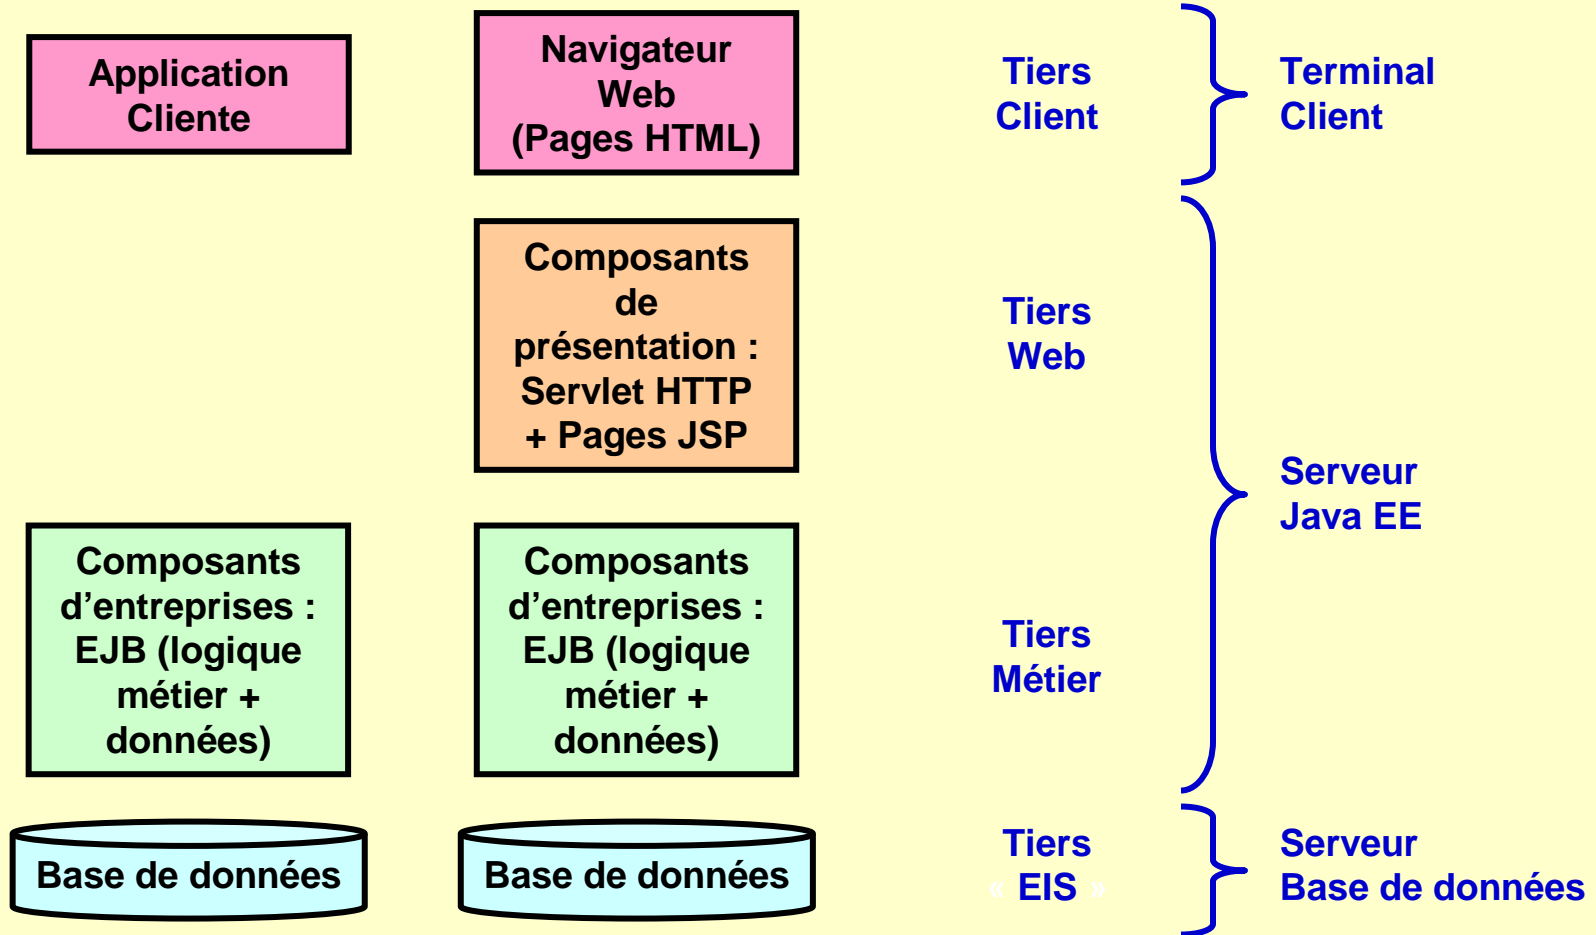 Application
Cliente
Navigateur
Web
(Pages HTML)
Tiers
Client
Terminal
Client
Composants
de
présentation :
Servlet HTTP
+ Pages JSP
Tiers
Web
Serveur
Java EE
Composants
d’entreprises :
EJB (logique
métier +
données)
Composants
d’entreprises :
EJB (logique
métier +
données)
Tiers
Métier
Base de données
Base de données
Tiers
« EIS »
Serveur
Base de données